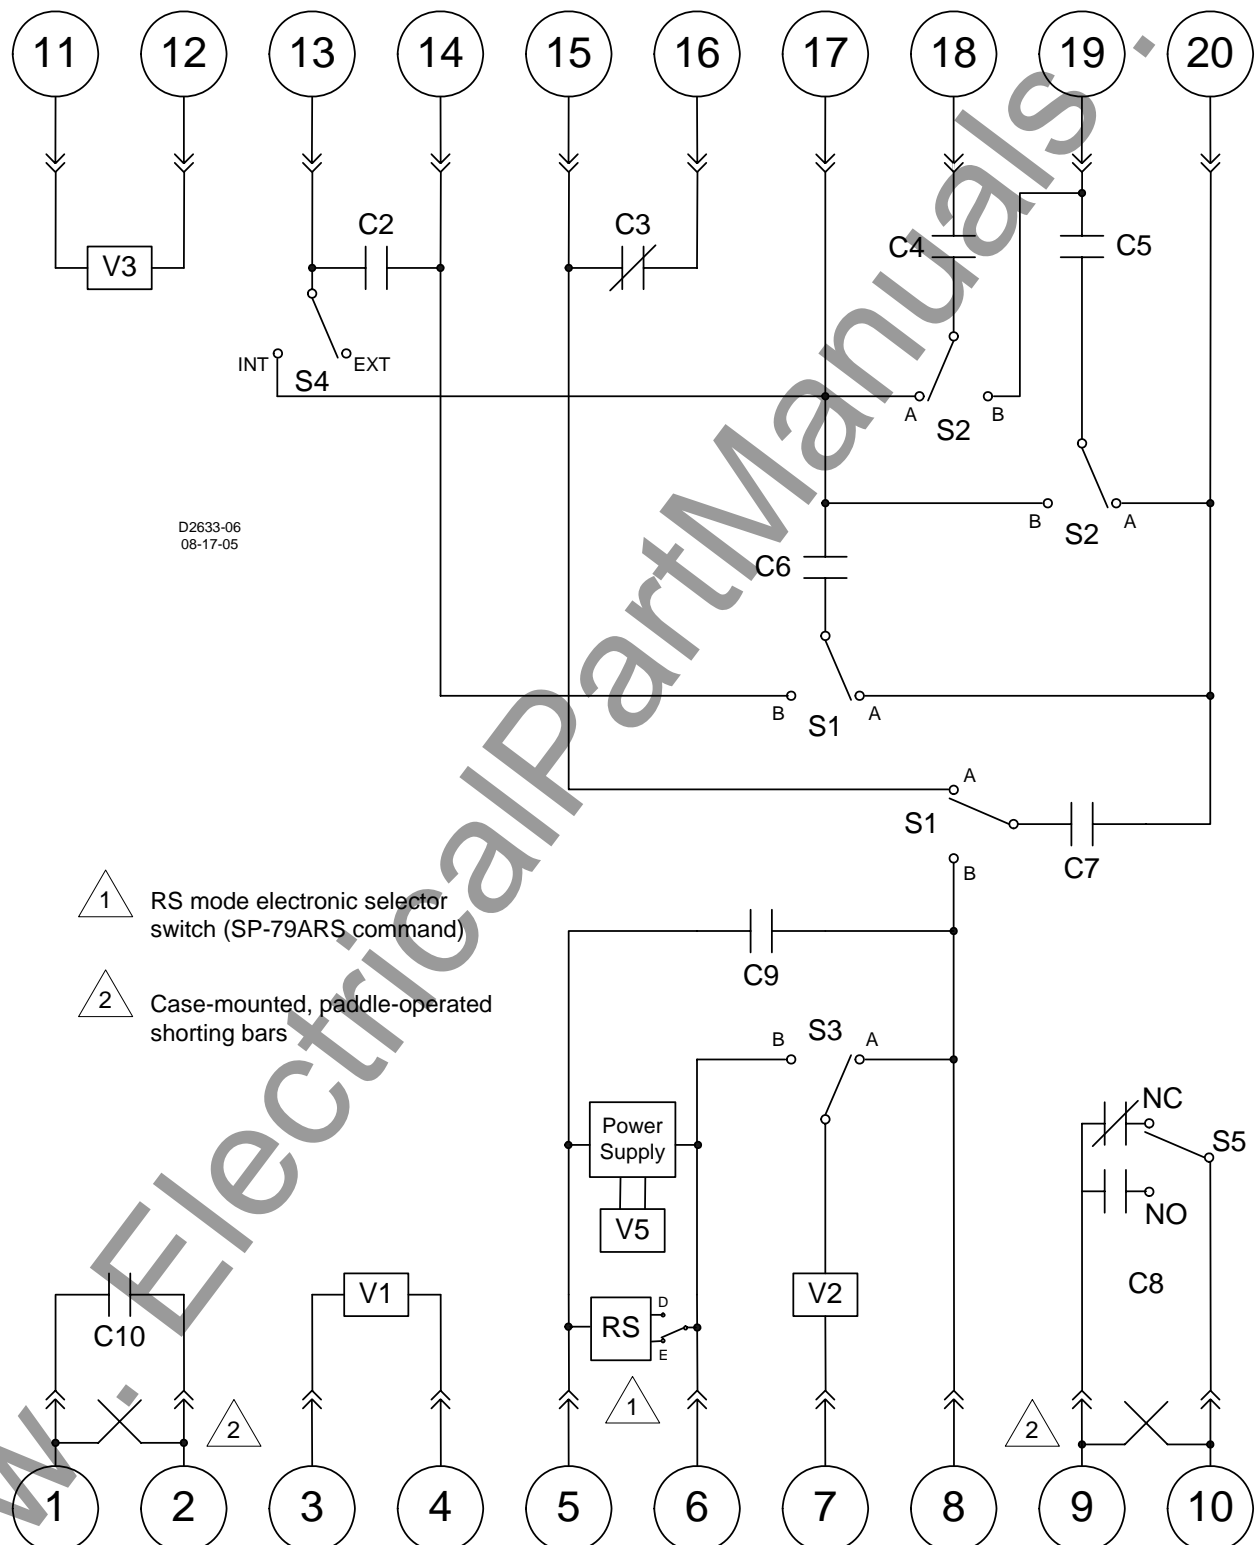 11 12 13 14 15 16 17 18 19 20
C2 C3 C4 C5
V3
INT EXT
S4
A B
S2
B A
S2
D2633-06
08-17-05
C6
B A
S1
A
S1
B
C7
1 RS mode electronic selector
switch (SP-79ARS command)
2 Case-mounted, paddle-operated
shorting bars
C9
B S3 A
Power
Supply
V5
NC
S5
NO
C8
C10
V1
RS
D
E
V2
1
2
2
1 2 3 4 5 6 7 8 9 10
w . ElectricalPartManuals .